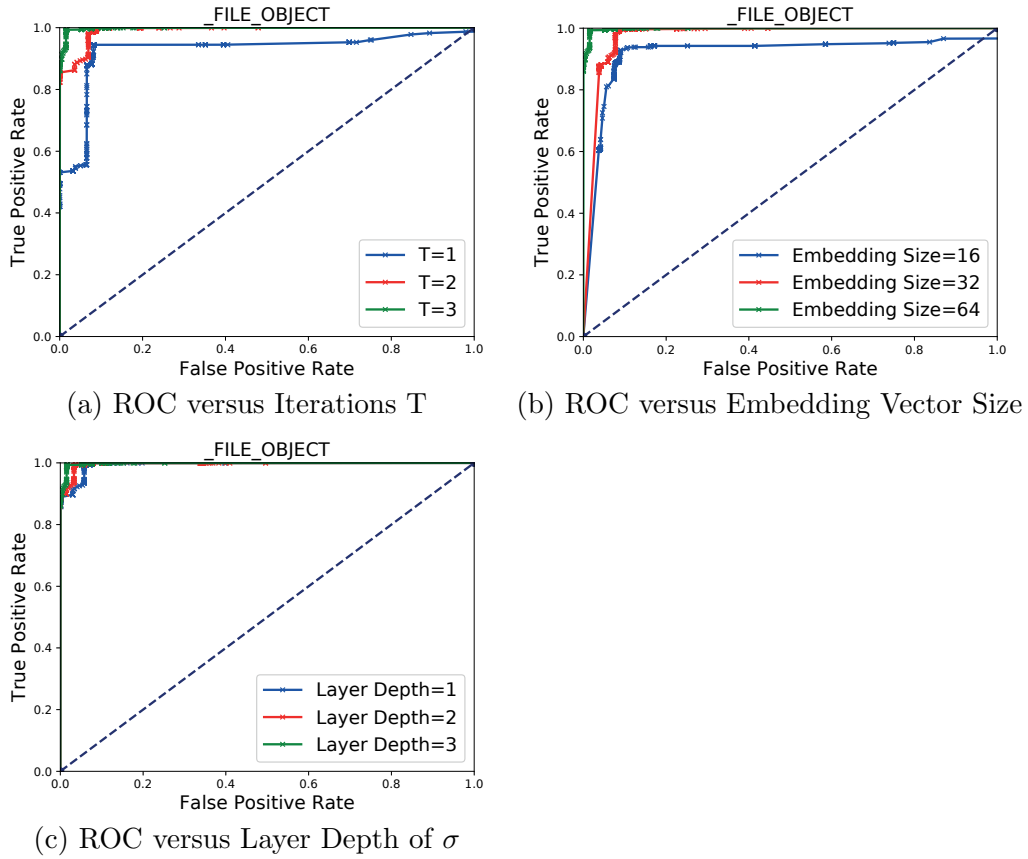 _FILE_OBJECT
1.0
0.8
0.6
0.4
0.2
0.0
True Positive Rate
T=1
T=2
T=3
0.0 0.2 0.4 0.6 0.8 1.0
False Positive Rate
(a) ROC versus Iterations T
_FILE_OBJECT
1.0
0.8
0.6
0.4
0.2
0.0
True Positive Rate
Embedding Size=16
Embedding Size=32
Embedding Size=64
0.0 0.2 0.4 0.6 0.8 1.0
False Positive Rate
(b) ROC versus Embedding Vector Size
_FILE_OBJECT
1.0
0.8
0.6
0.4
0.2
0.0
True Positive Rate
Layer Depth=1
Layer Depth=2
Layer Depth=3
0.0 0.2 0.4 0.6 0.8 1.0
False Positive Rate
(c) ROC versus Layer Depth of σ